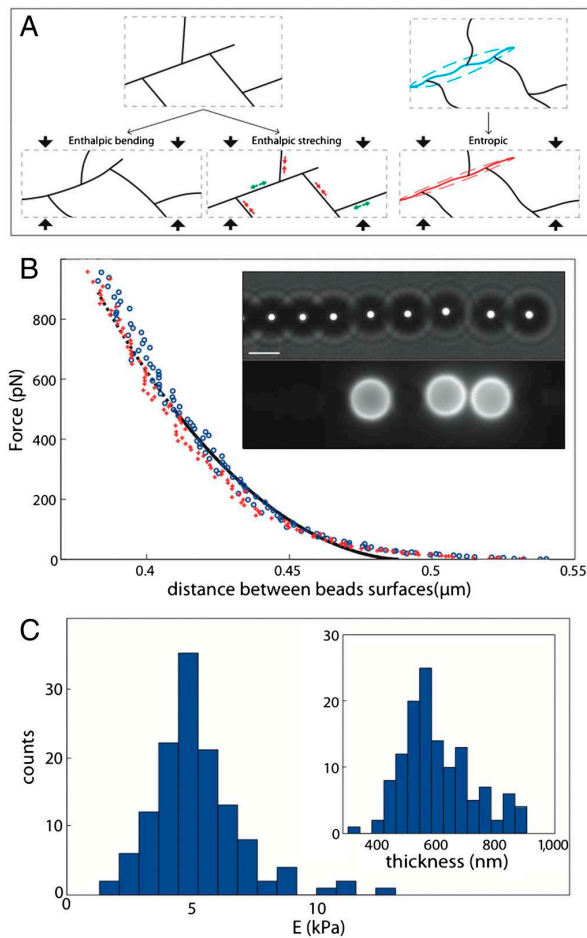 A
Enthalpic bending
Enthalpic streching
Entropic
B
800
600
400
200
0
Force (pN)
0.4
0.45
0.5
0.55
distance between beads surfaces(µm)
C
30
20
10
0
counts
0
5
10
E (kPa)
30
20
10
0
400
600
800
1,000
thickness (nm)